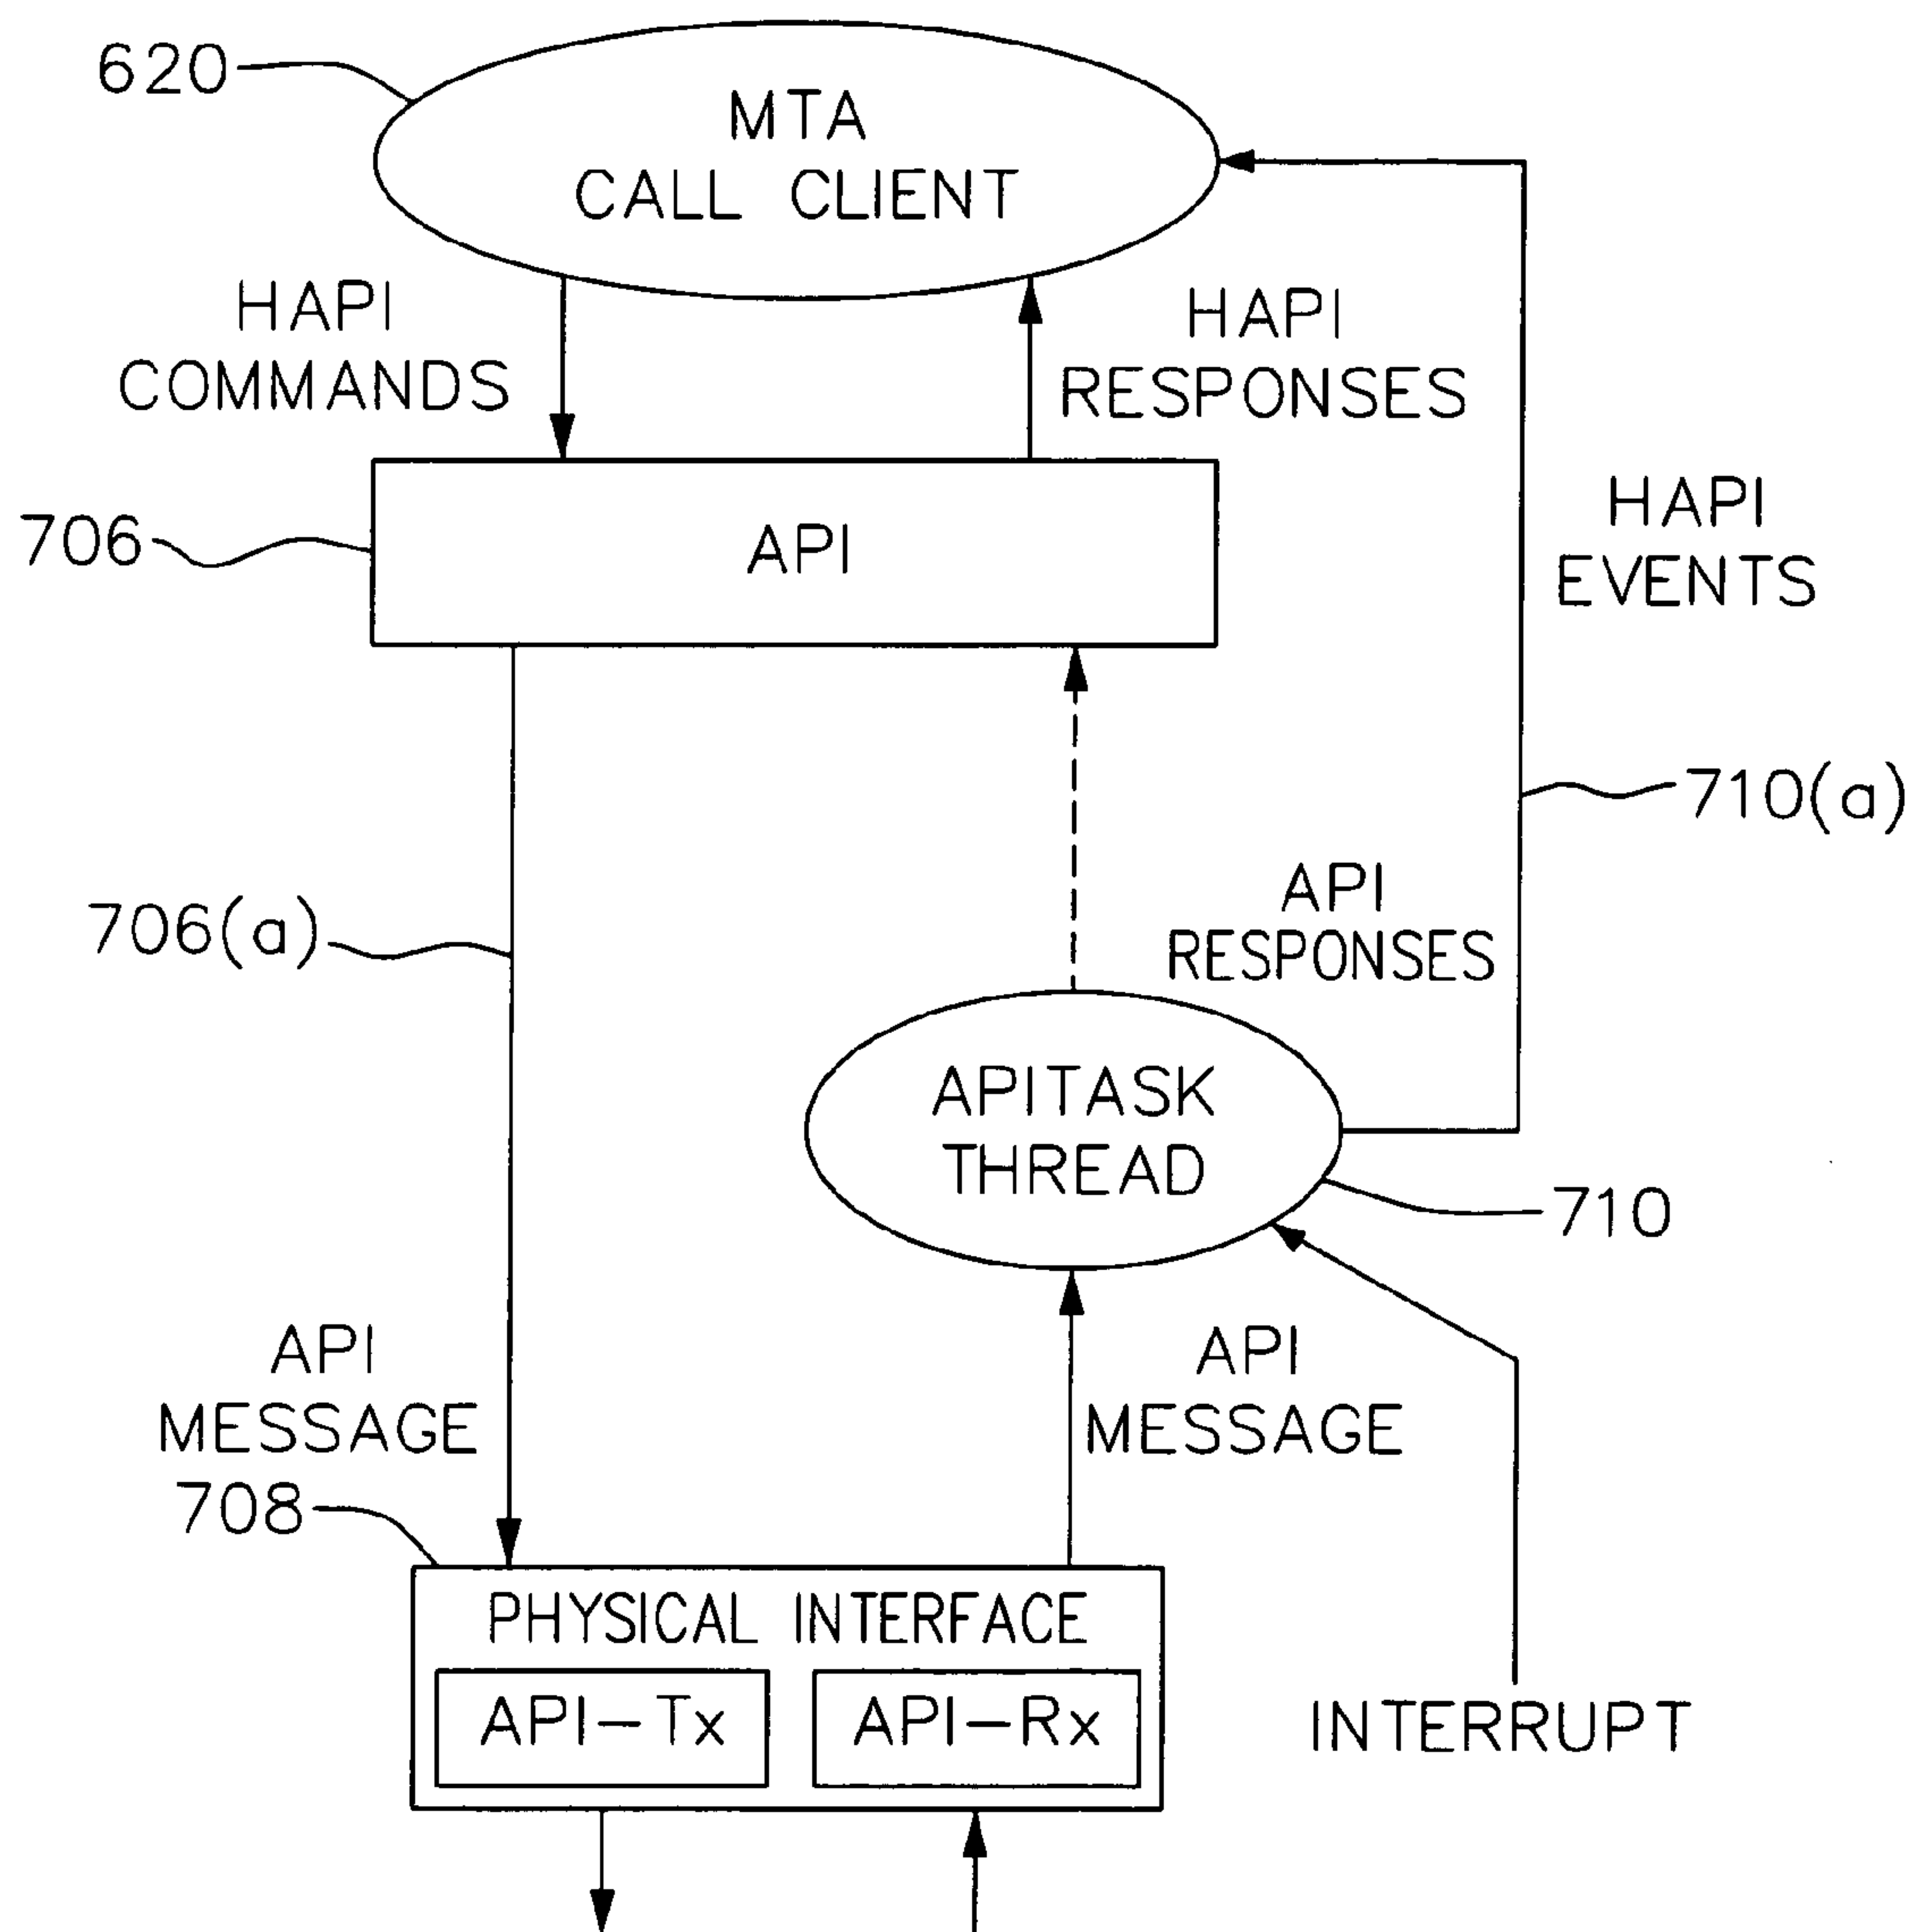 620
MTA
CALL CLIENT
HAPI
COMMANDS
HAPI
RESPONSES
706
API
HAPI
EVENTS
710(a)
706(a)
API
RESPONSES
APITASK
THREAD
710
API
MESSAGE
API
MESSAGE
708
PHYSICAL INTERFACE
API-Tx
API-Rx
INTERRUPT